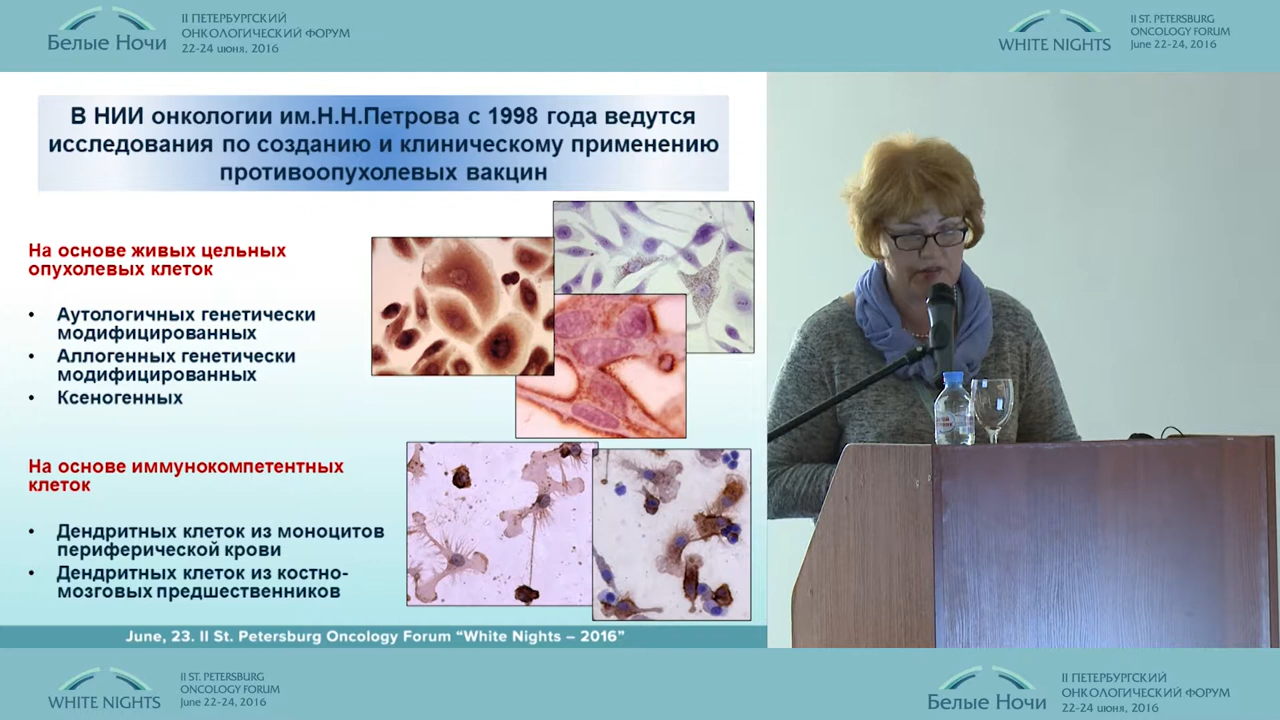 Белые Ночи
II ПЕТЕРБУРГСКИЙ
ОНКОЛОГИЧЕСКИЙ ФОРУМ
22-24 июня, 2016
WHITE NIGHTS
II ST. PETERSBURG
ONCOLOGY FORUM
June 22-24, 2016
В НИИ онкологии им.Н.Н.Петрова с 1998 года ведутся
исследования по созданию и клиническому применению
противоопухолевых вакцин
На основе живых цельных
опухолевых клеток
• Аутологичных генетически
модифицированных
• Аллогенных генетически
модифицированных
• Ксеногенных
На основе иммунокомпетентных
клеток
• Дендритных клеток из моноцитов
периферической крови
• Дендритных клеток из костно-
мозговых предшественников
June, 23. II St. Petersburg Oncology Forum “White Nights – 2016”
WHITE NIGHTS
II ST. PETERSBURG
ONCOLOGY FORUM
June 22-24, 2016
Белые Ночи
II ПЕТЕРБУРГСКИЙ
ОНКОЛОГИЧЕСКИЙ ФОРУМ
22-24 июня, 2016